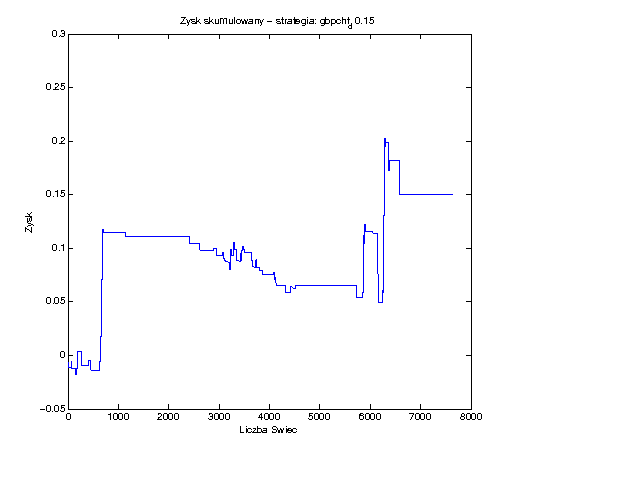 Zysk skumulowany – strategia: gbpchf_d 0.15
0.3
0.25
0.2
0.15
0.1
0.05
0
−0.05
Zysk
0 1000 2000 3000 4000 5000 6000 7000 8000
Liczba Swiec